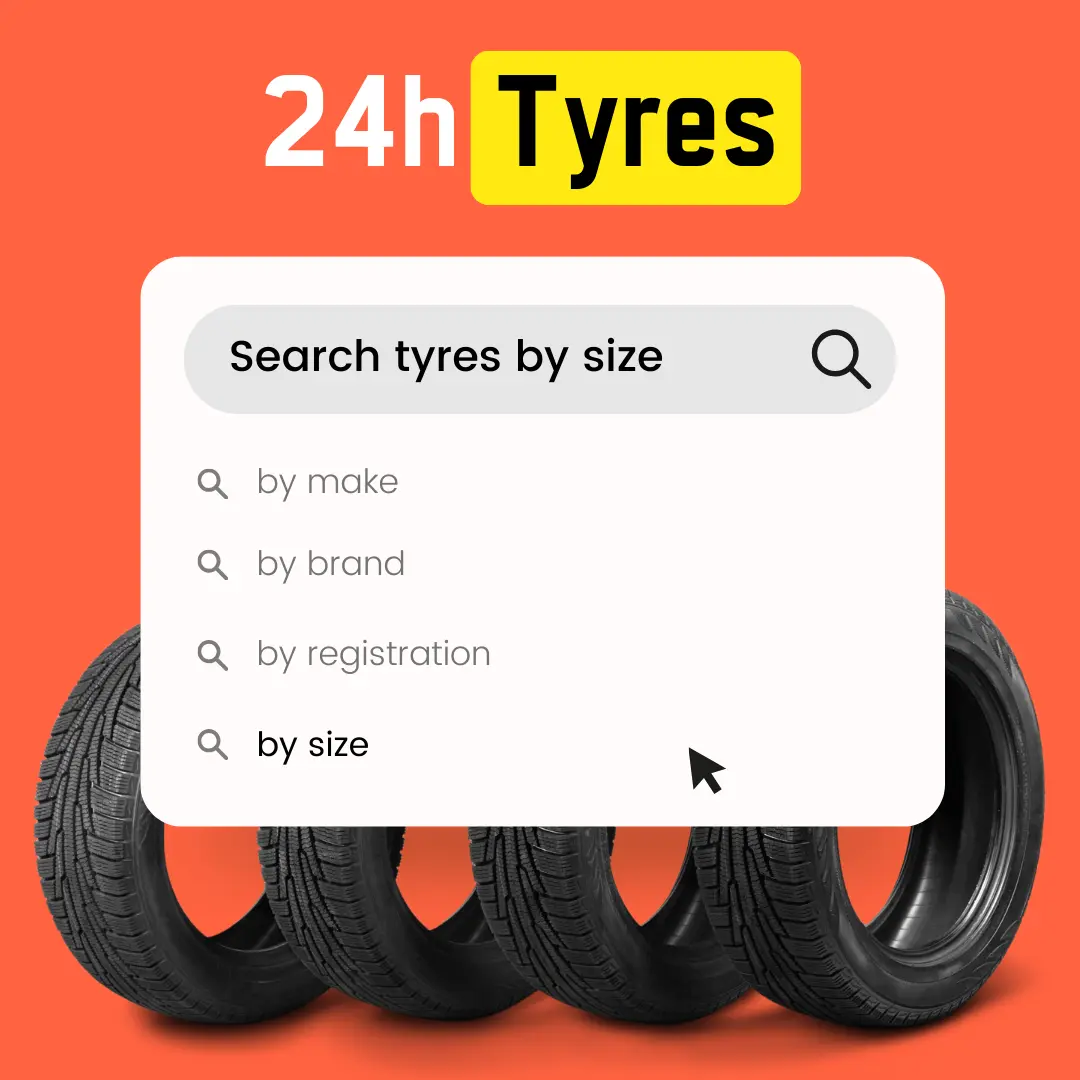 24h Tyres
Search tyres by size
by make
by brand
by registration
by size